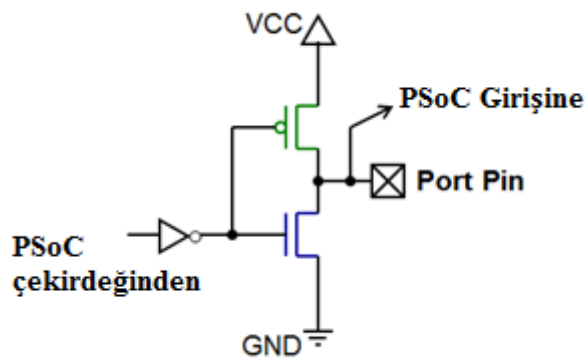 VCC
PSoC Girişine
Port Pin
PSoC
çekirdeğinden
GND